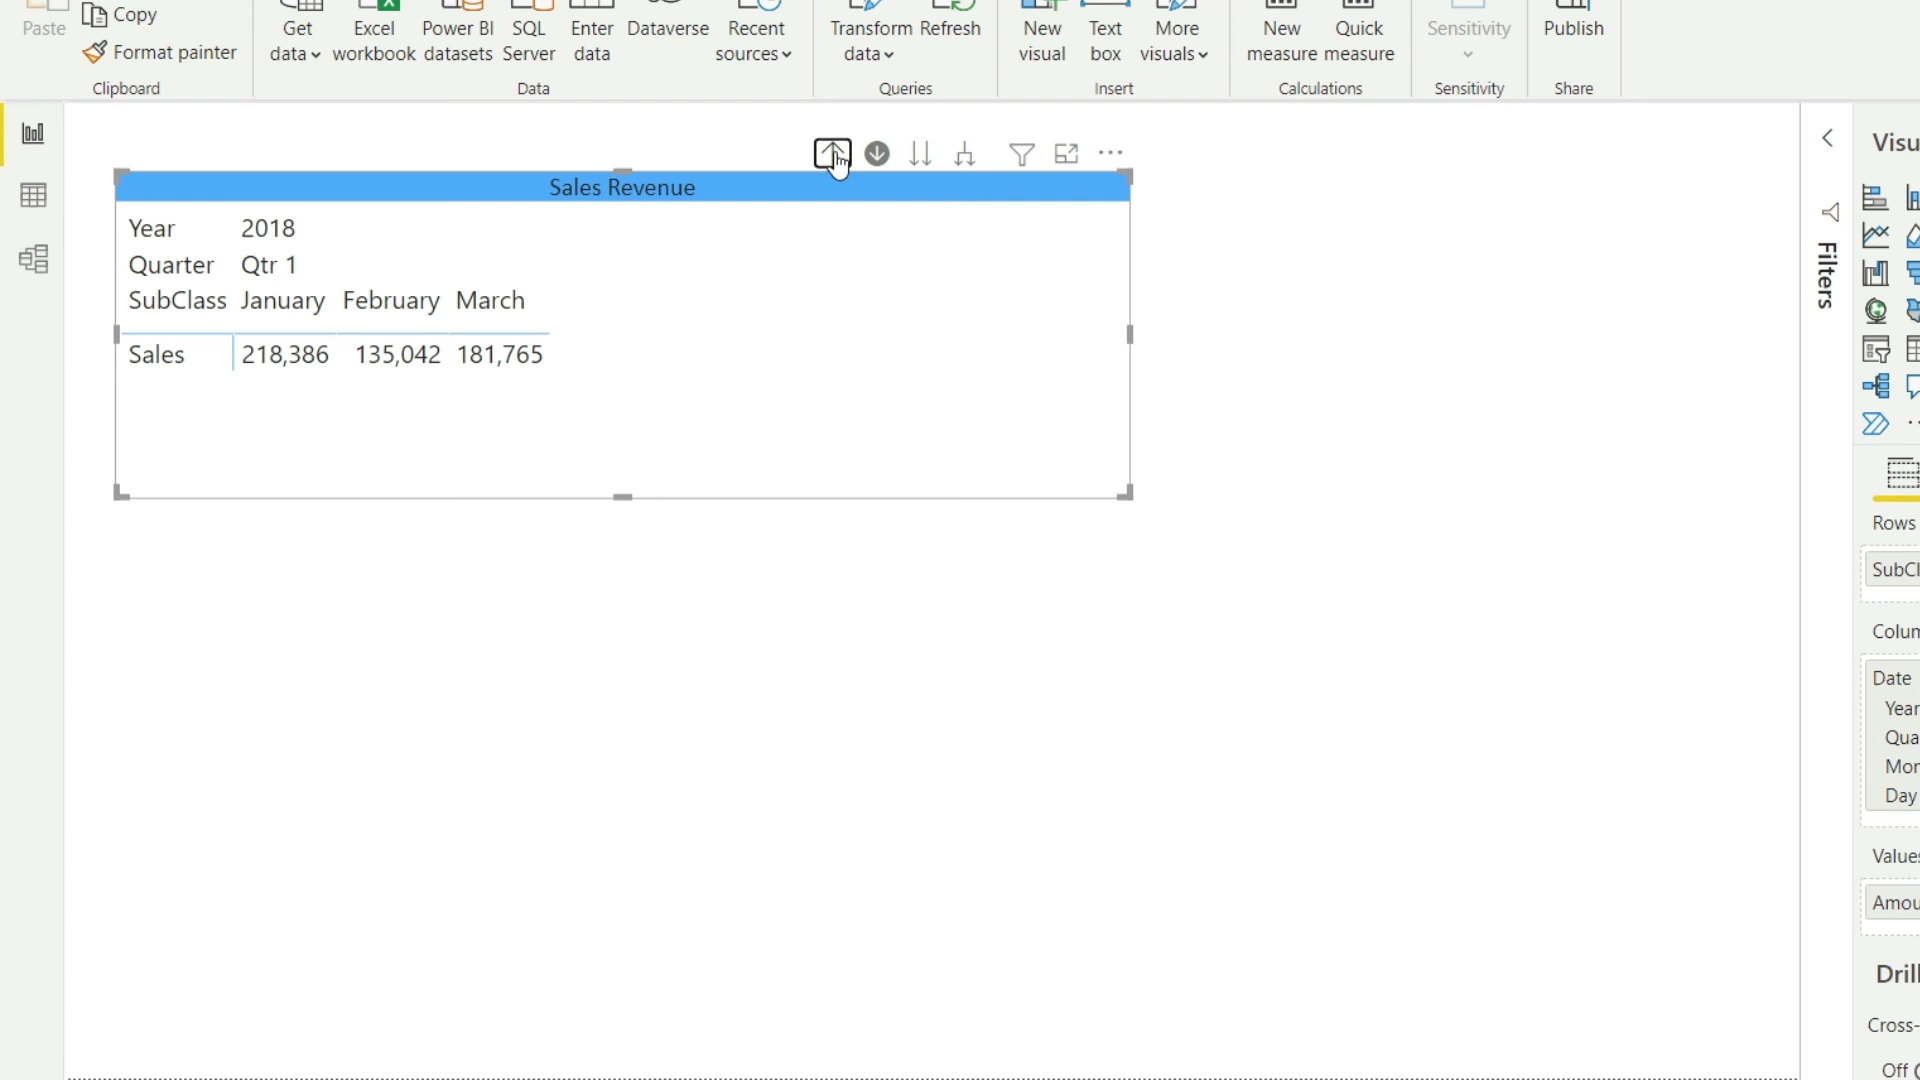 Paste
Copy
Format painter
Clipboard
Get data
Excel workbook
Power BI datasets
SQL Server
Enter data
Dataverse
Recent sources
Data
Transform data
Refresh
Queries
New visual
Text box
More visuals
Insert
New measure
Quick measure
Calculations
Sensitivity
Sensitivity
Publish
Share
Sales Revenue
Year 2018
Quarter Qtr 1
SubClass January February March
Sales 218,386 135,042 181,765
Filters
Visu
Rows
SubCl
Colum
Date
Year
Qua
Mon
Day
Values
Amou
Drill
Cross-
Off